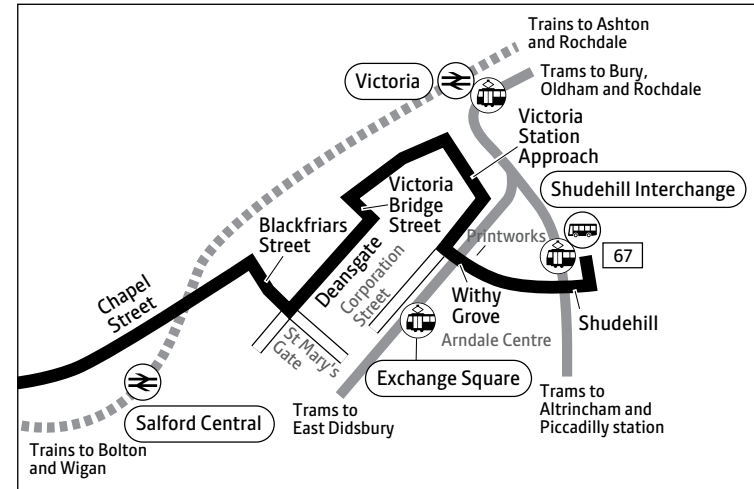 Trains to Ashton
and Rochdale
Victoria
Trams to Bury,
Oldham and Rochdale
Victoria
Station
Approach
Shudehill Interchange
Victoria
Bridge
Street
Blackfriars
Street
Printworks
67
Deansgate
Corporation
Street
Chapel
Street
Withy
Grove
Shudehill
St Mary's
Gate
Arndale Centre
Exchange Square
Salford Central
Trams to
East Didsbury
Trams to
Altrincham and
Piccadilly station
Trains to Bolton
and Wigan